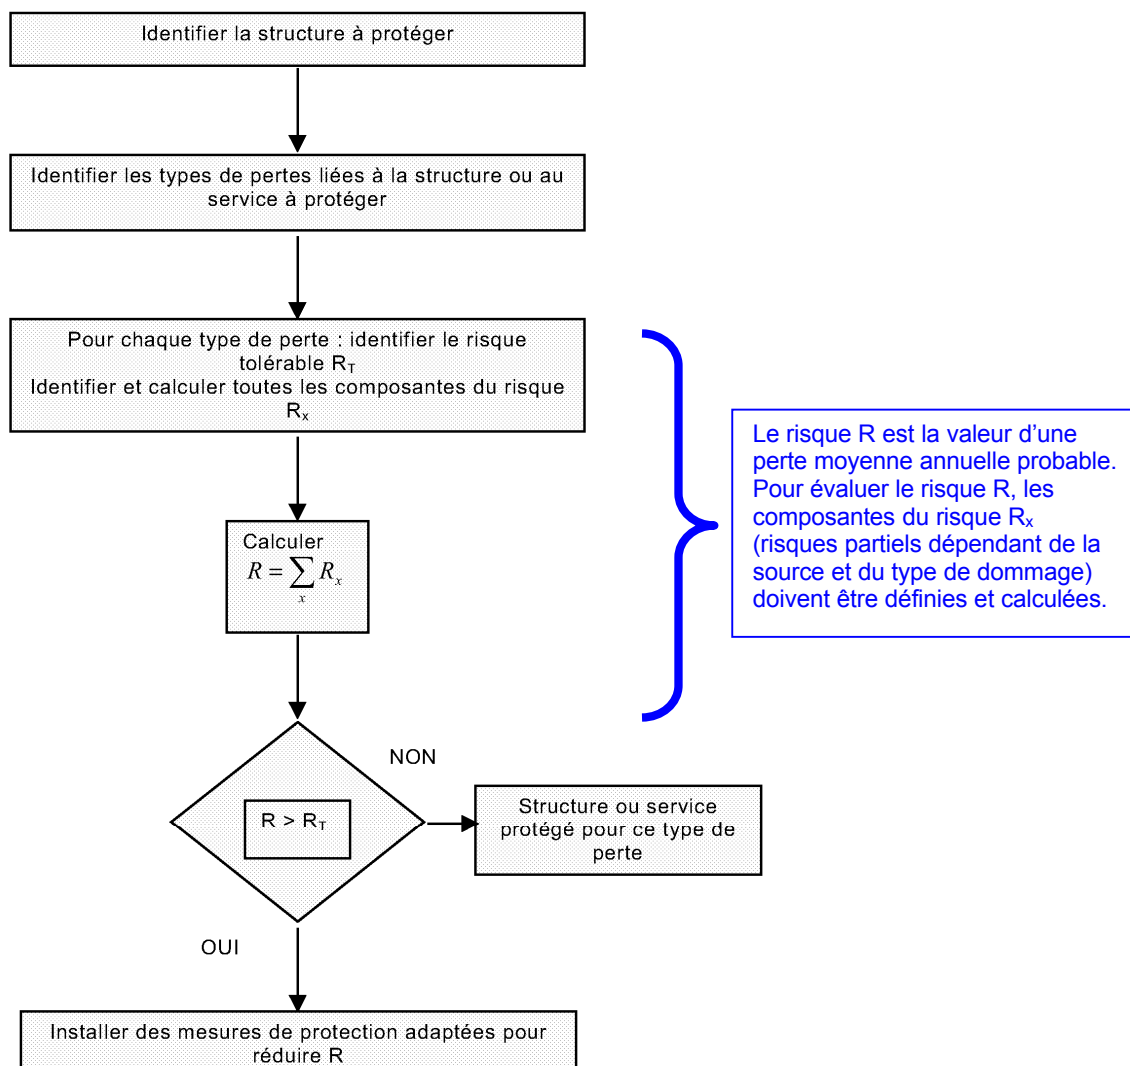 Identifier la structure à protéger
Identifier les types de pertes liées à la structure ou au
service à protéger
Pour chaque type de perte : identifier le risque
tolérable R_T
Identifier et calculer toutes les composantes du risque
R_x
Calculer
R = ∑_x R_x
Le risque R est la valeur d’une
perte moyenne annuelle probable.
Pour évaluer le risque R, les
composantes du risque R_x
(risques partiels dépendant de la
source et du type de dommage)
doivent être définies et calculées.
R > R_T
NON
Structure ou service
protégé pour ce type de
perte
OUI
Installer des mesures de protection adaptées pour
réduire R